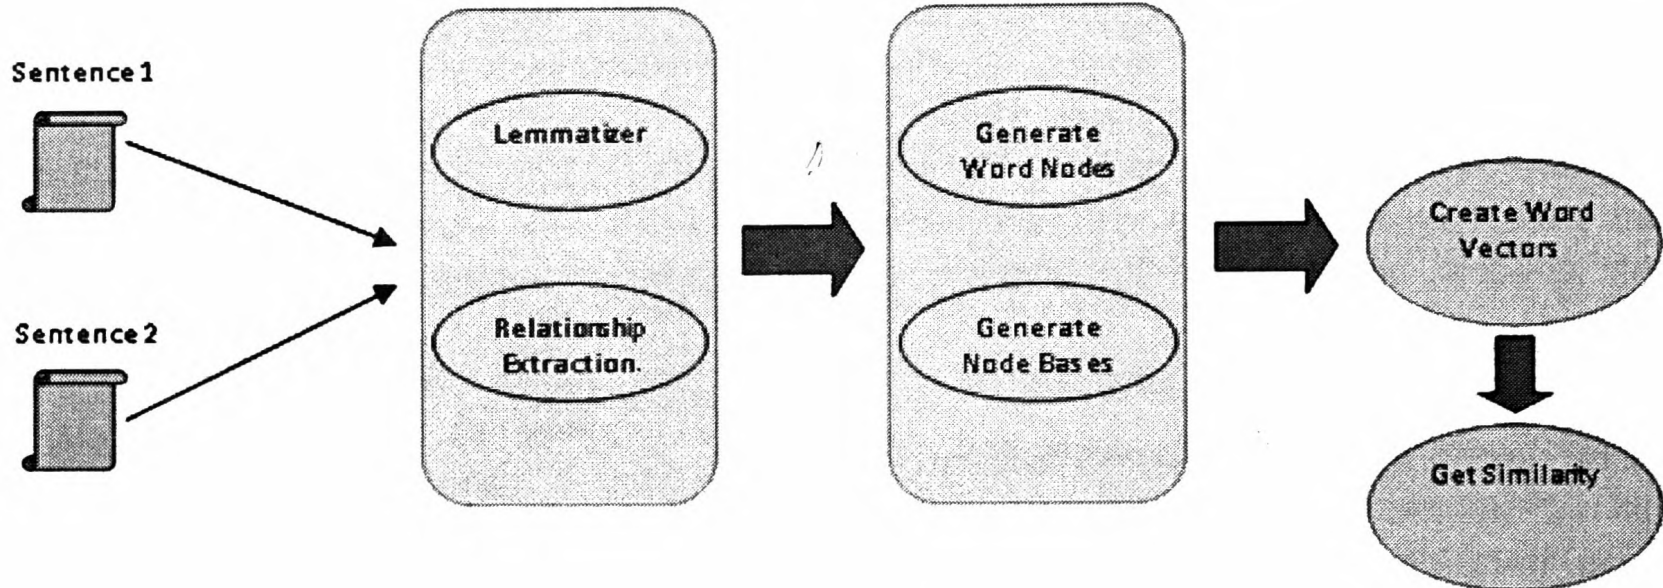 Sentence 1
Sentence 2
Lemmatizer
Relationship
Extraction.
Generate
Word Nodes
Generate
Node Bases
Create Word
Vectors
Get Similarity